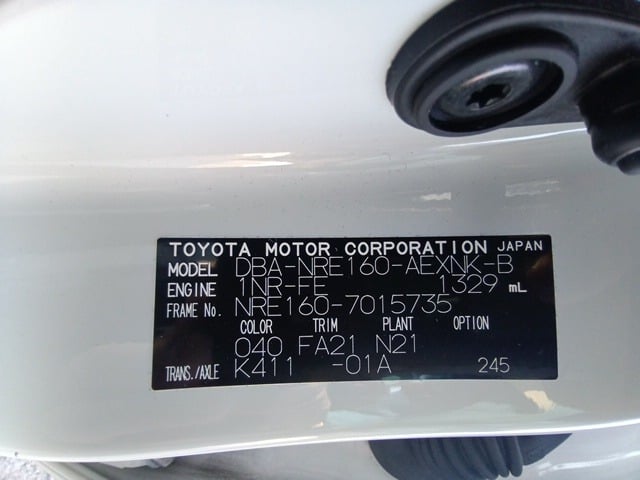 TOYOTA MOTOR CORPORATION JAPAN
MODEL DBA-NRE160-AEXNK-B
ENGINE 1NR-FE 1329 mL
FRAME No. NRE160-7015735
COLOR TRIM PLANT OPTION
040 FA21 N21
TRANS./AXLE K411 -01A 245